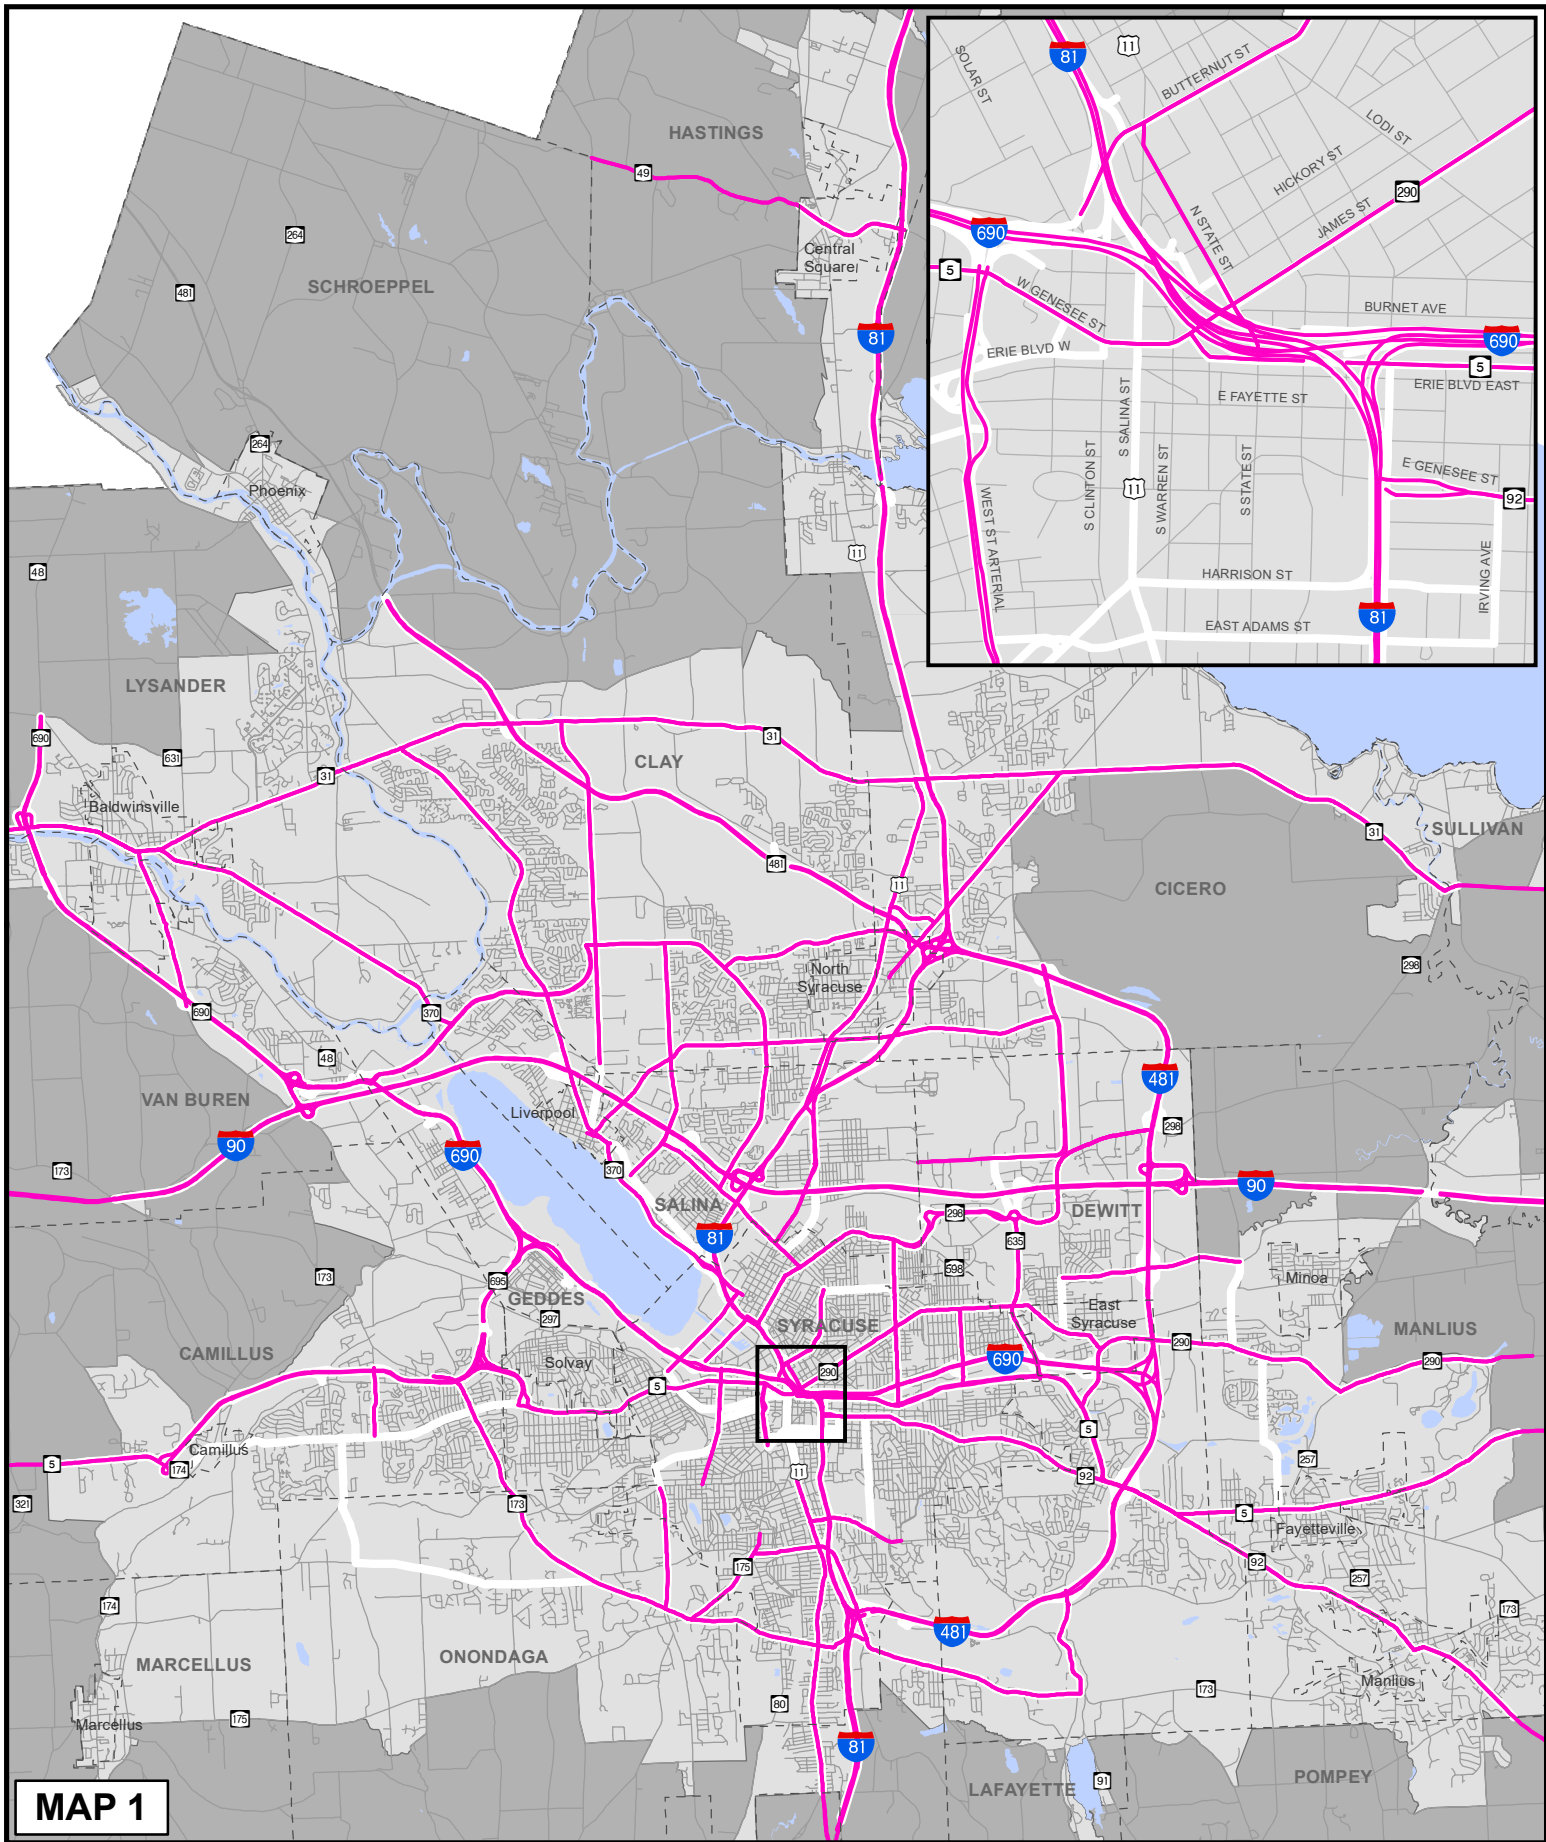 HASTINGS
49
264
Central
Square
481
SCHROEPPEL
81
264
Phoenix
11
48
LYSANDER
690
631
31
CLAY
31
Baldwinsville
31
SULLIVAN
481
11
CICERO
298
North
Syracuse
690
370
48
VAN BUREN
90
690
Liverpool
481
298
173
370
SALINA
81
90
298
DEWITT
635
598
173
695
GEDDES
297
Minoa
East
Syracuse
SYRACUSE
MANLIUS
CAMILLUS
Solvay
290
690
290
290
5
5
Camillus
5
174
11
92
257
321
173
5
Fayetteville
175
92
257
174
173
481
MARCELLUS
ONONDAGA
Manlius
173
80
Marcellus
175
81
LAFAYETTE
91
POMPEY
MAP 1
SOLAR ST
81
11
BUTTERNUT ST
LODI ST
HICKORY ST
290
JAMES ST
N STATE ST
690
5
W GENESEE ST
BURNET AVE
690
ERIE BLVD W
5
ERIE BLVD EAST
E FAYETTE ST
S SALINA ST
S CLINTON ST
S WARREN ST
S STATE ST
E GENESEE ST
92
11
WEST ST ARTERIAL
HARRISON ST
IRVING AVE
81
EAST ADAMS ST